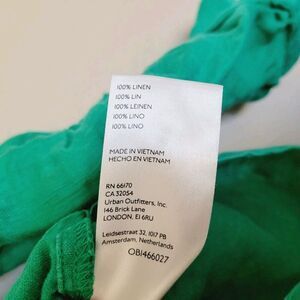 100% LINEN
100% LIN
100% LEINEN
100% LINO
100% LINO
MADE IN VIETNAM
HECHO EN VIETNAM
RN 66170
CA 32054
Urban Outfitters, Inc.
146 Brick Lane
LONDON, E1 6RU
Leidsestraat 32, 1017 PB
Amsterdam, Netherlands
OB1466027